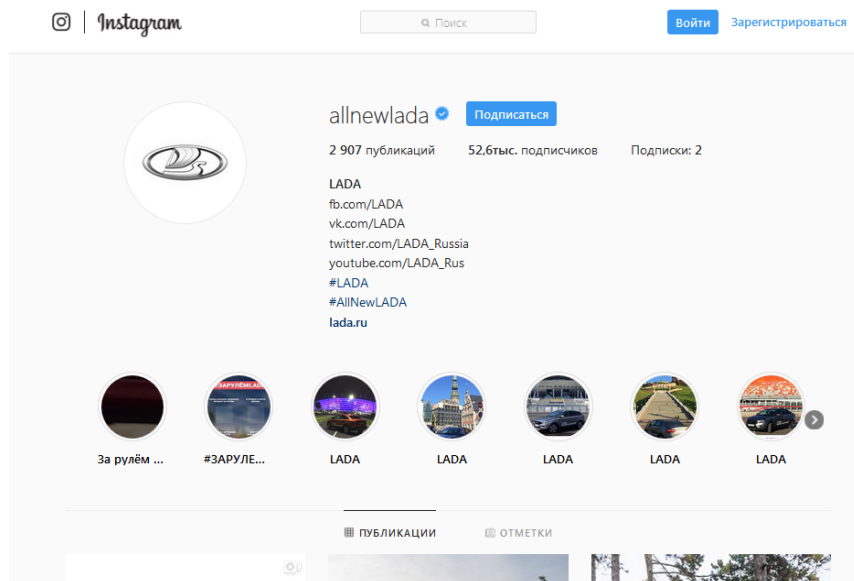 Instagram
Поиск
Войти Зарегистрироваться
allnewlada Подписаться
2 907 публикаций 52,6тыс. подписчиков Подписки: 2
LADA
fb.com/LADA
vk.com/LADA
twitter.com/LADA_Russia
youtube.com/LADA_Rus
#LADA
#AllNewLADA
lada.ru
#ЗАРУЛЁМLAD
За рулём ... #ЗАРУЛЕ... LADA LADA LADA LADA LADA
ПУБЛИКАЦИИ ОТМЕТКИ